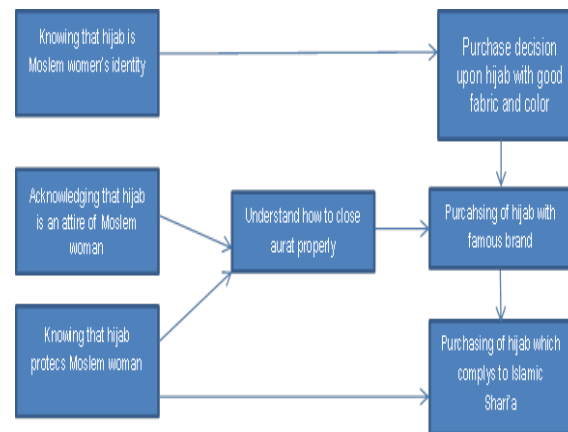 Knowing that hijab is
Moslem women's identity
Purchase decision
upon hijab with good
fabric and color
Acknowledging that hijab
is an attire of Moslem
woman
Understand how to close
aurat properly
Purcahsing of hijab with
famous brand
Knowing that hijab
protecs Moslem woman
Purchasing of hijab which
complys to Islamic
Shari'a